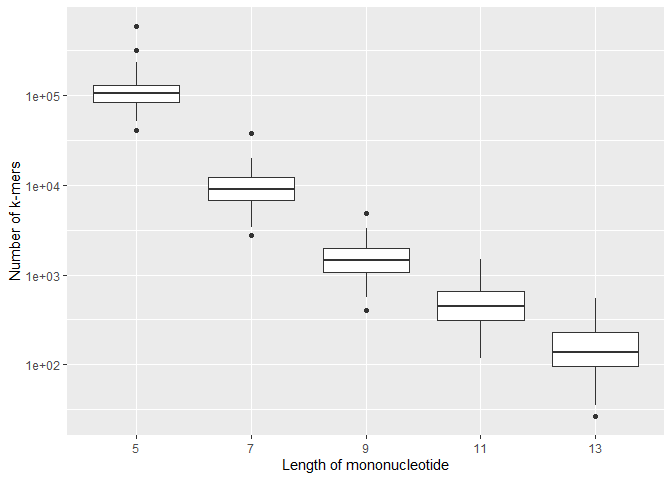 1e+05
1e+04
1e+03
1e+02
Number of k-mers
5 7 9 11 13
Length of mononucleotide